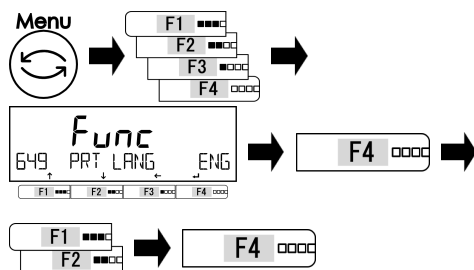 Menu
F1
F2
F3
F4
Func
649 PRT LANG ENG
F1 F2 F3 F4
F4
F1
F2
F4